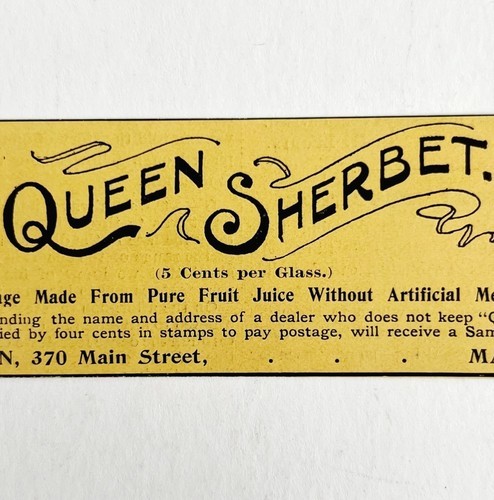 QUEEN SHERBET.
(5 Cents per Glass.)
age Made From Pure Fruit Juice Without Artificial Me
nding the name and address of a dealer who does not keep "Q
ied by four cents in stamps to pay postage, will receive a Sam
N, 370 Main Street, . . . MA